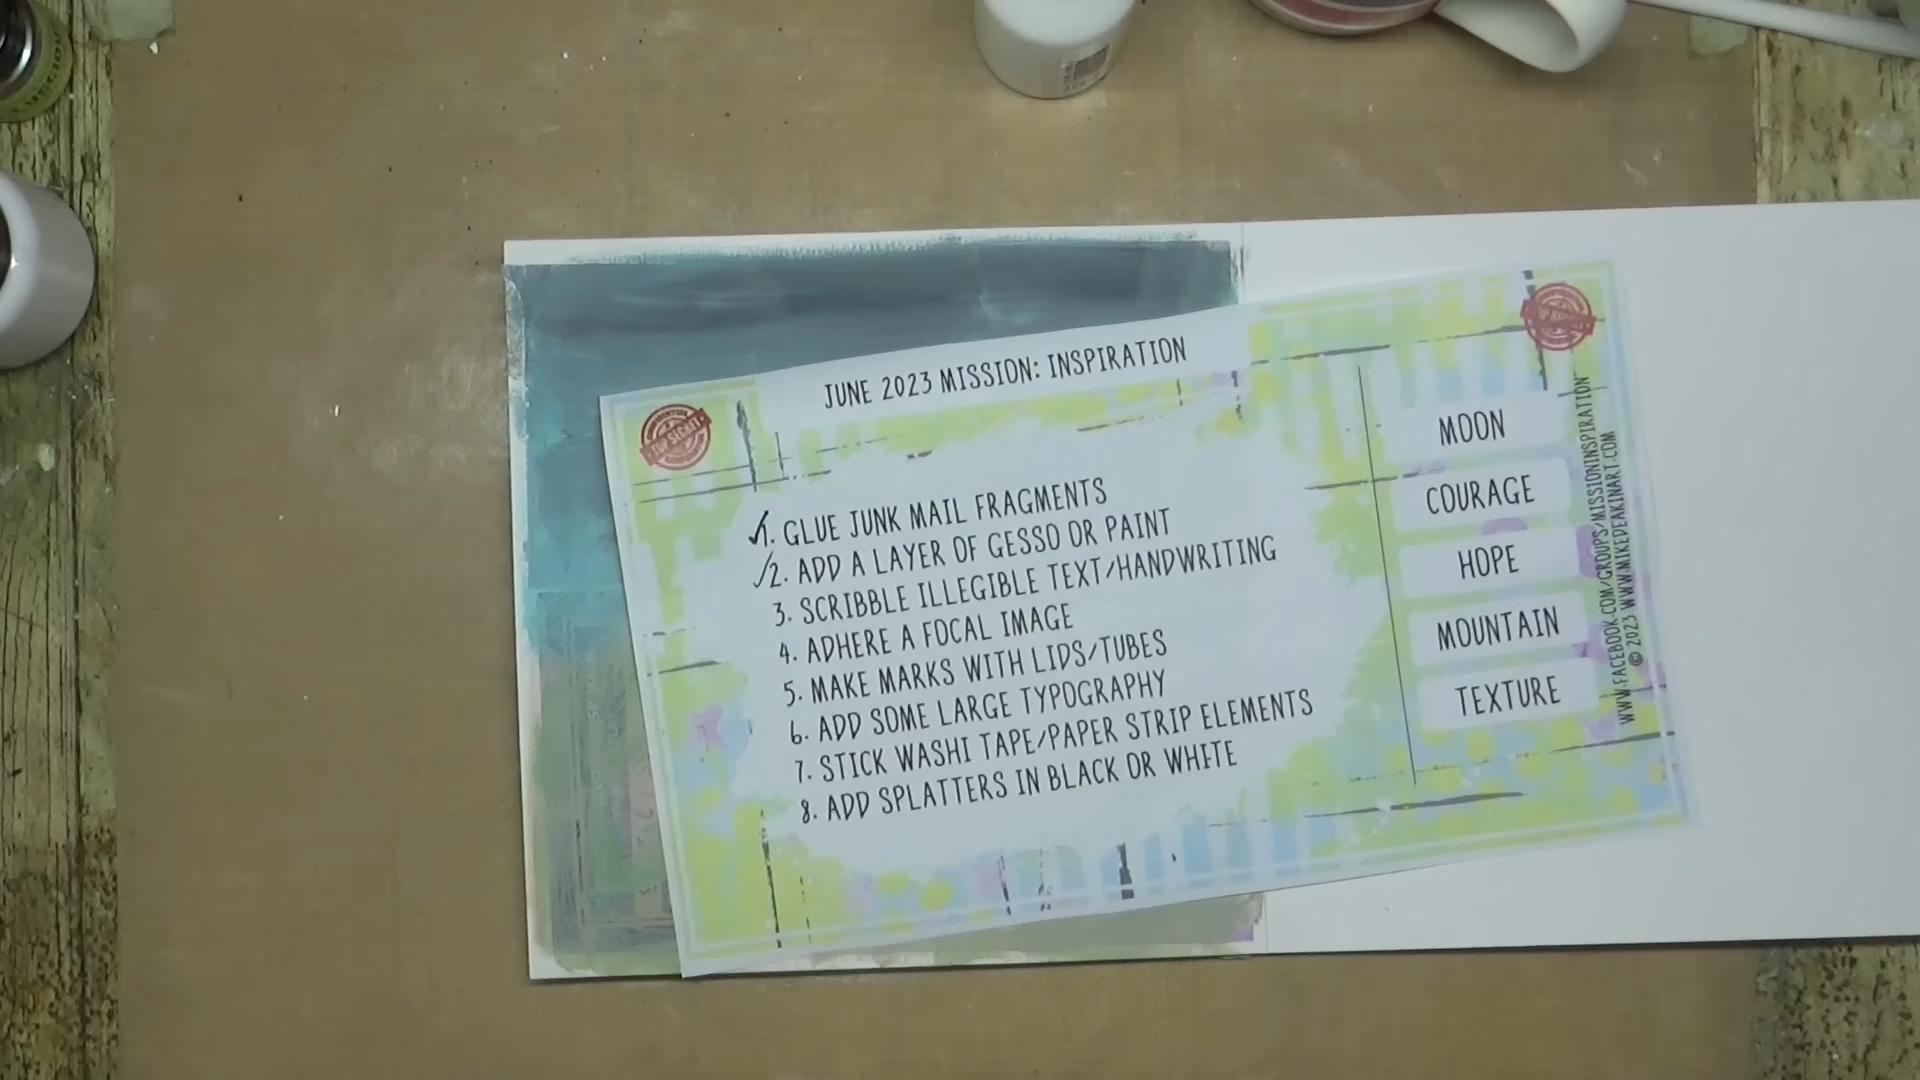 JUNE 2023 MISSION: INSPIRATION
TOP SECRET
1. GLUE JUNK MAIL FRAGMENTS
2. ADD A LAYER OF GESSO OR PAINT
3. SCRIBBLE ILLEGIBLE TEXT/HANDWRITING
4. ADHERE A FOCAL IMAGE
5. MAKE MARKS WITH LIDS/TUBES
6. ADD SOME LARGE TYPOGRAPHY
7. STICK WASHI TAPE/PAPER STRIP ELEMENTS
8. ADD SPLATTERS IN BLACK OR WHITE
MOON
COURAGE
HOPE
MOUNTAIN
TEXTURE
WWW.FACEBOOK.COM/GROUPS/MISSIONINSPIRATION
© 2023 WWW.MIKEDEAKINART.COM